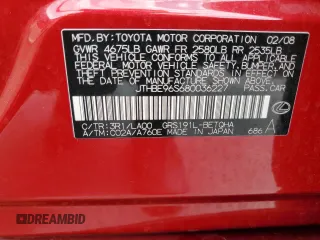 MFD. BY: TOYOTA MOTOR CORPORATION 02/08
GVWR 4675LB GAWR FR 2580LB RR 2535LB
THIS VEHICLE CONFORMS TO ALL APPLICABLE
FEDERAL MOTOR VEHICLE SAFETY, BUMPER,
AND THEFT PREVENTION STANDARDS IN EFFECT
ON THE DATE OF MANUFACTURE SHOWN ABOVE.
JTHBE96S680036227 PASS. CAR
C/TR: 3R1/LA00 GRS191L-BETQHA
A/TM: C02A/A760E MADE IN JAPAN 686 A
© DIAMBID